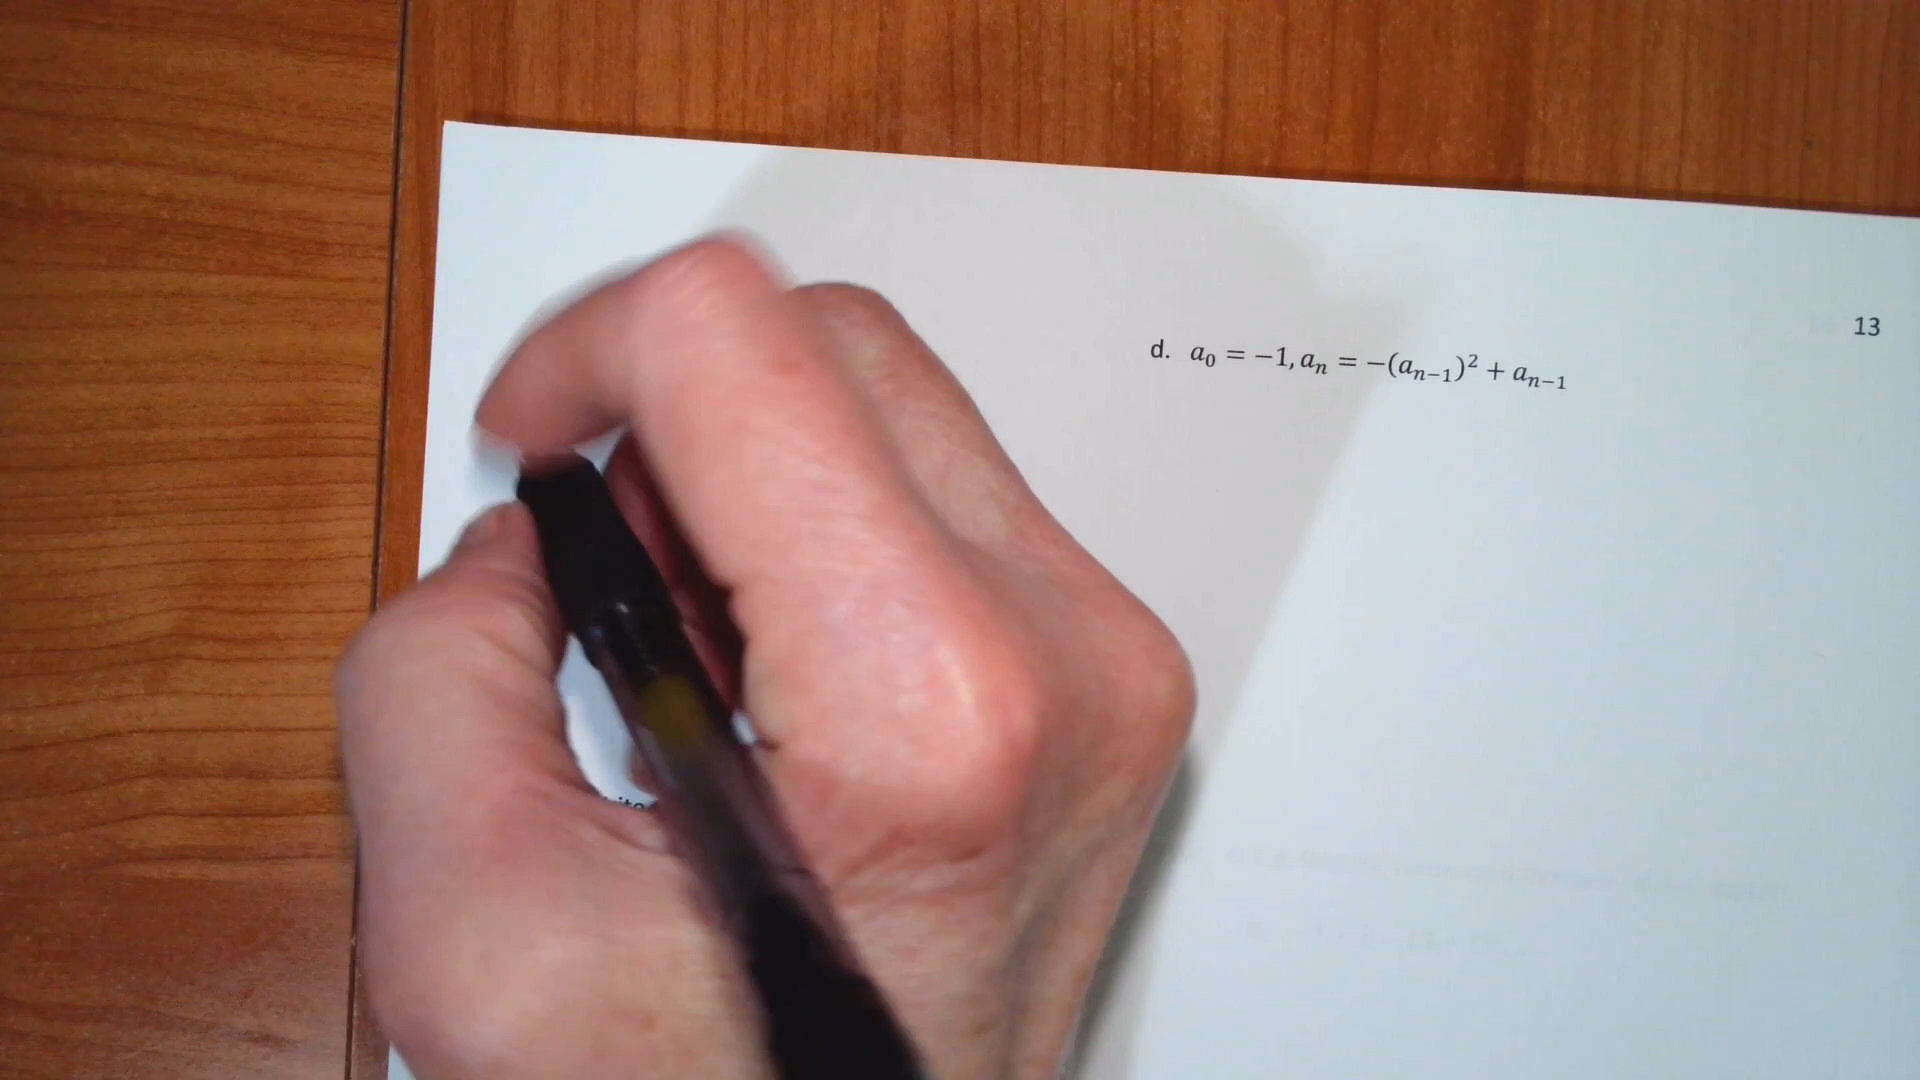 13
d. a₀ = −1, aₙ = −(aₙ₋₁)² + aₙ₋₁